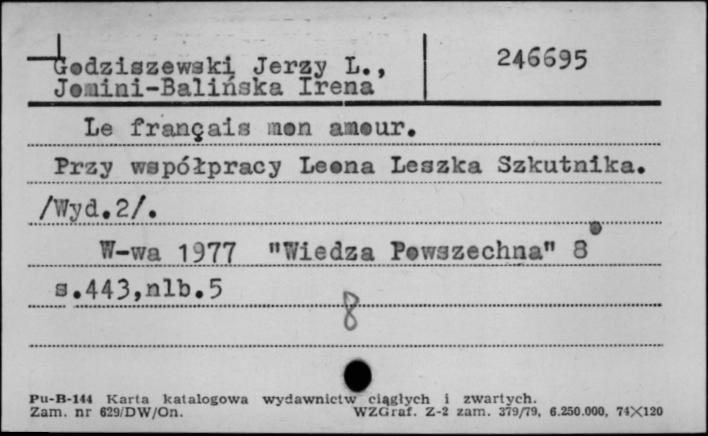 Godziszewski Jerzy L., 246695
Jomini-Balińska Irena
Le français mon amour.
Przy współpracy Leona Leszka Szkutnika.
/Wyd.2/.
W-wa 1977 "Wiedza Powszechna" 8°
s.443,nlb.5
8
Pu-B-144 Karta katalogowa wydawnictw ciągłych i zwartych.
Zam. nr 629/DW/On. WZGraf. Z-2 zam. 379/79, 6.250.000, 74X120